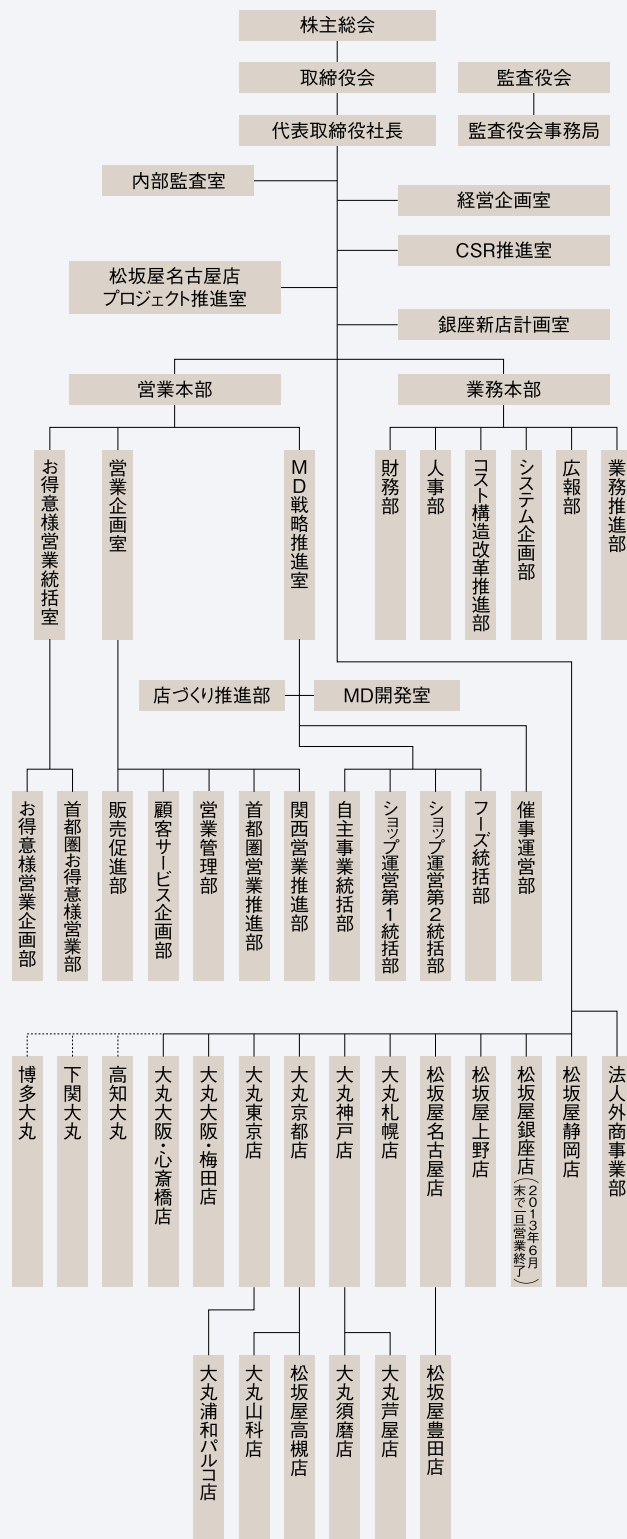 株主総会
取締役会
監査役会
代表取締役社長
監査役会事務局
内部監査室
経営企画室
CSR推進室
松坂屋名古屋店
プロジェクト推進室
銀座新店計画室
営業本部
業務本部
お得意様営業統括室
営業企画室
MD戦略推進室
財務部
人事部
コスト構造改革推進部
システム企画部
広報部
業務推進部
店づくり推進部
MD開発室
お得意様営業企画部
首都圏お得意様営業部
販売促進部
顧客サービス企画部
営業管理部
首都圏営業推進部
関西営業推進部
自主事業統括部
ショップ運営第1統括部
ショップ運営第2統括部
フーズ統括部
催事運営部
博多大丸
下関大丸
高知大丸
大丸大阪・心斎橋店
大丸大阪・梅田店
大丸東京店
大丸京都店
大丸神戸店
大丸札幌店
松坂屋名古屋店
松坂屋上野店
松坂屋銀座店(2013年6月
末で一旦営業終了)
松坂屋静岡店
法人外商事業部
大丸浦和パルコ店
大丸山科店
松坂屋高槻店
大丸須磨店
大丸芦屋店
松坂屋豊田店